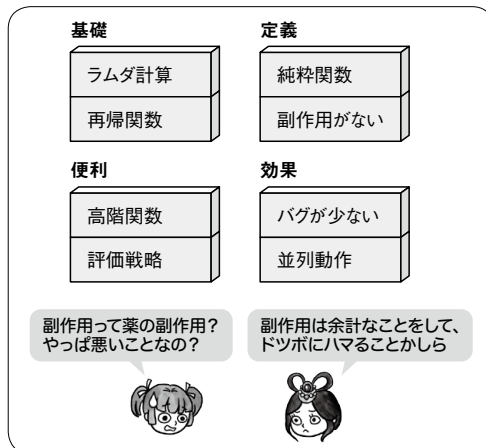 基礎
ラムダ計算
再帰関数
定義
純粋関数
副作用がない
便利
高階関数
評価戦略
効果
バグが少ない
並列動作
副作用って薬の副作用？
やっぱ悪いことなの？
副作用は余計なことをして、
ドツボにハマることかしら